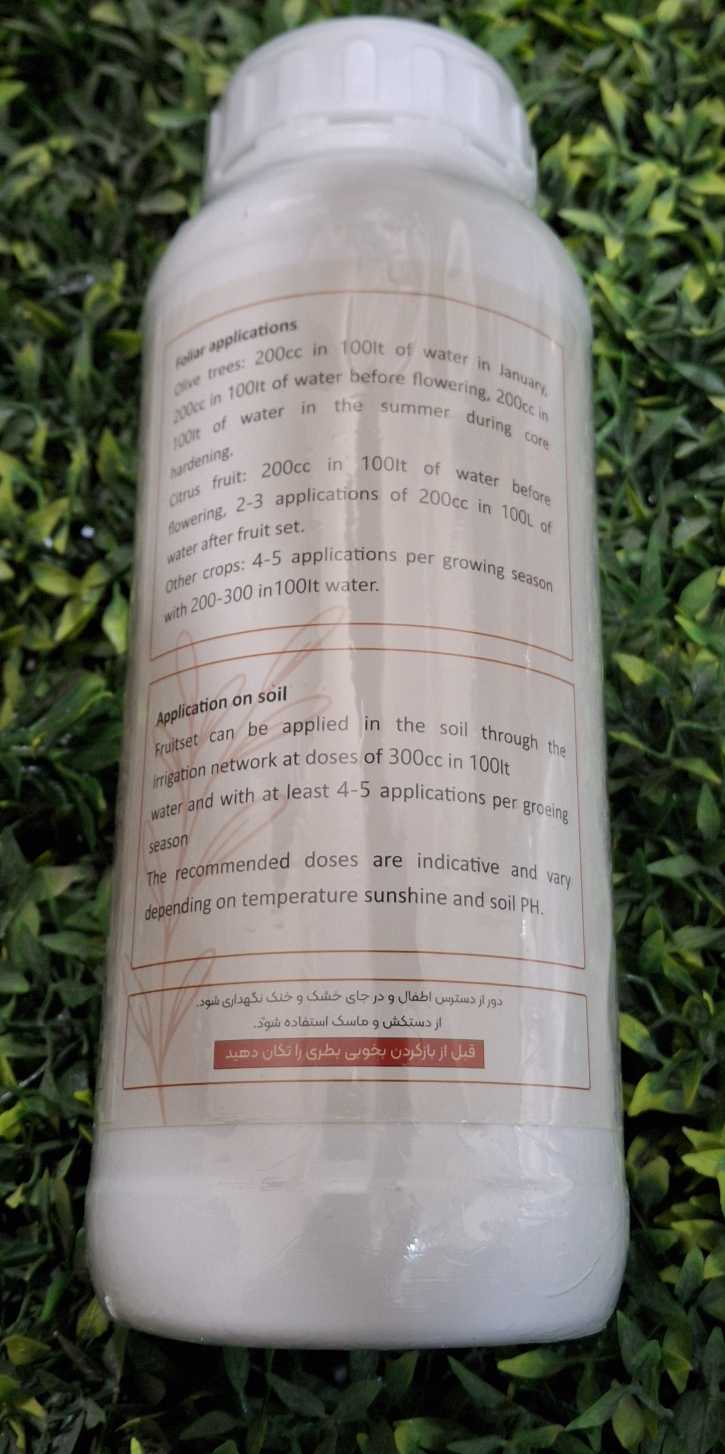 Foliar applications
Olive trees: 200cc in 100lt of water in January,
200cc in 100lt of water before flowering, 200cc in
100lt of water in the summer during core
hardening.
Citrus fruit: 200cc in 100lt of water before
flowering, 2-3 applications of 200cc in 100L of
water after fruit set.
Other crops: 4-5 applications per growing season
with 200-300 in100lt water.
Application on soil
Fruitset can be applied in the soil through the
irrigation network at doses of 300cc in 100lt
water and with at least 4-5 applications per groeing
season
The recommended doses are indicative and vary
depending on temperature sunshine and soil PH.
دور از دسترس اطفال و در جای خشک و خنک نگهداری شود.
از دستکش و ماسک استفاده شود.
قبل از بازکردن بخوبی بطری را تکان دهید